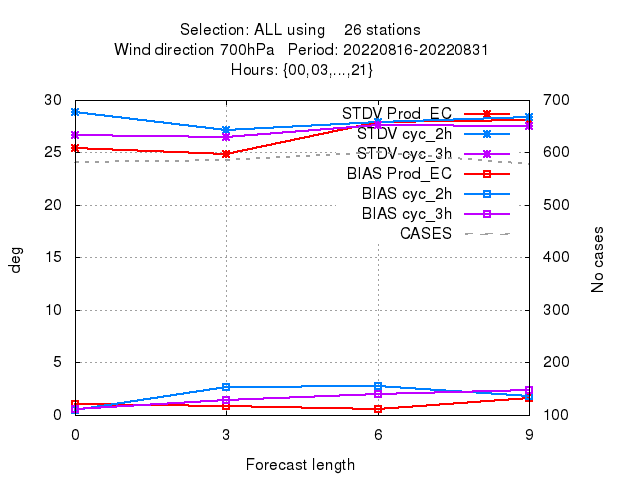 Selection: ALL using 26 stations
Wind direction 700hPa Period: 20220816-20220831
Hours: {00,03,...,21}
30 700
STDV Prod_EC
STDV cyc_2h
25 STDV cyc_3h 600
BIAS Prod_EC
BIAS cyc_2h
20 500
BIAS cyc_3h
CASES
15 400
deg
No cases
10 300
5 200
0 100
0 3 6 9
Forecast length